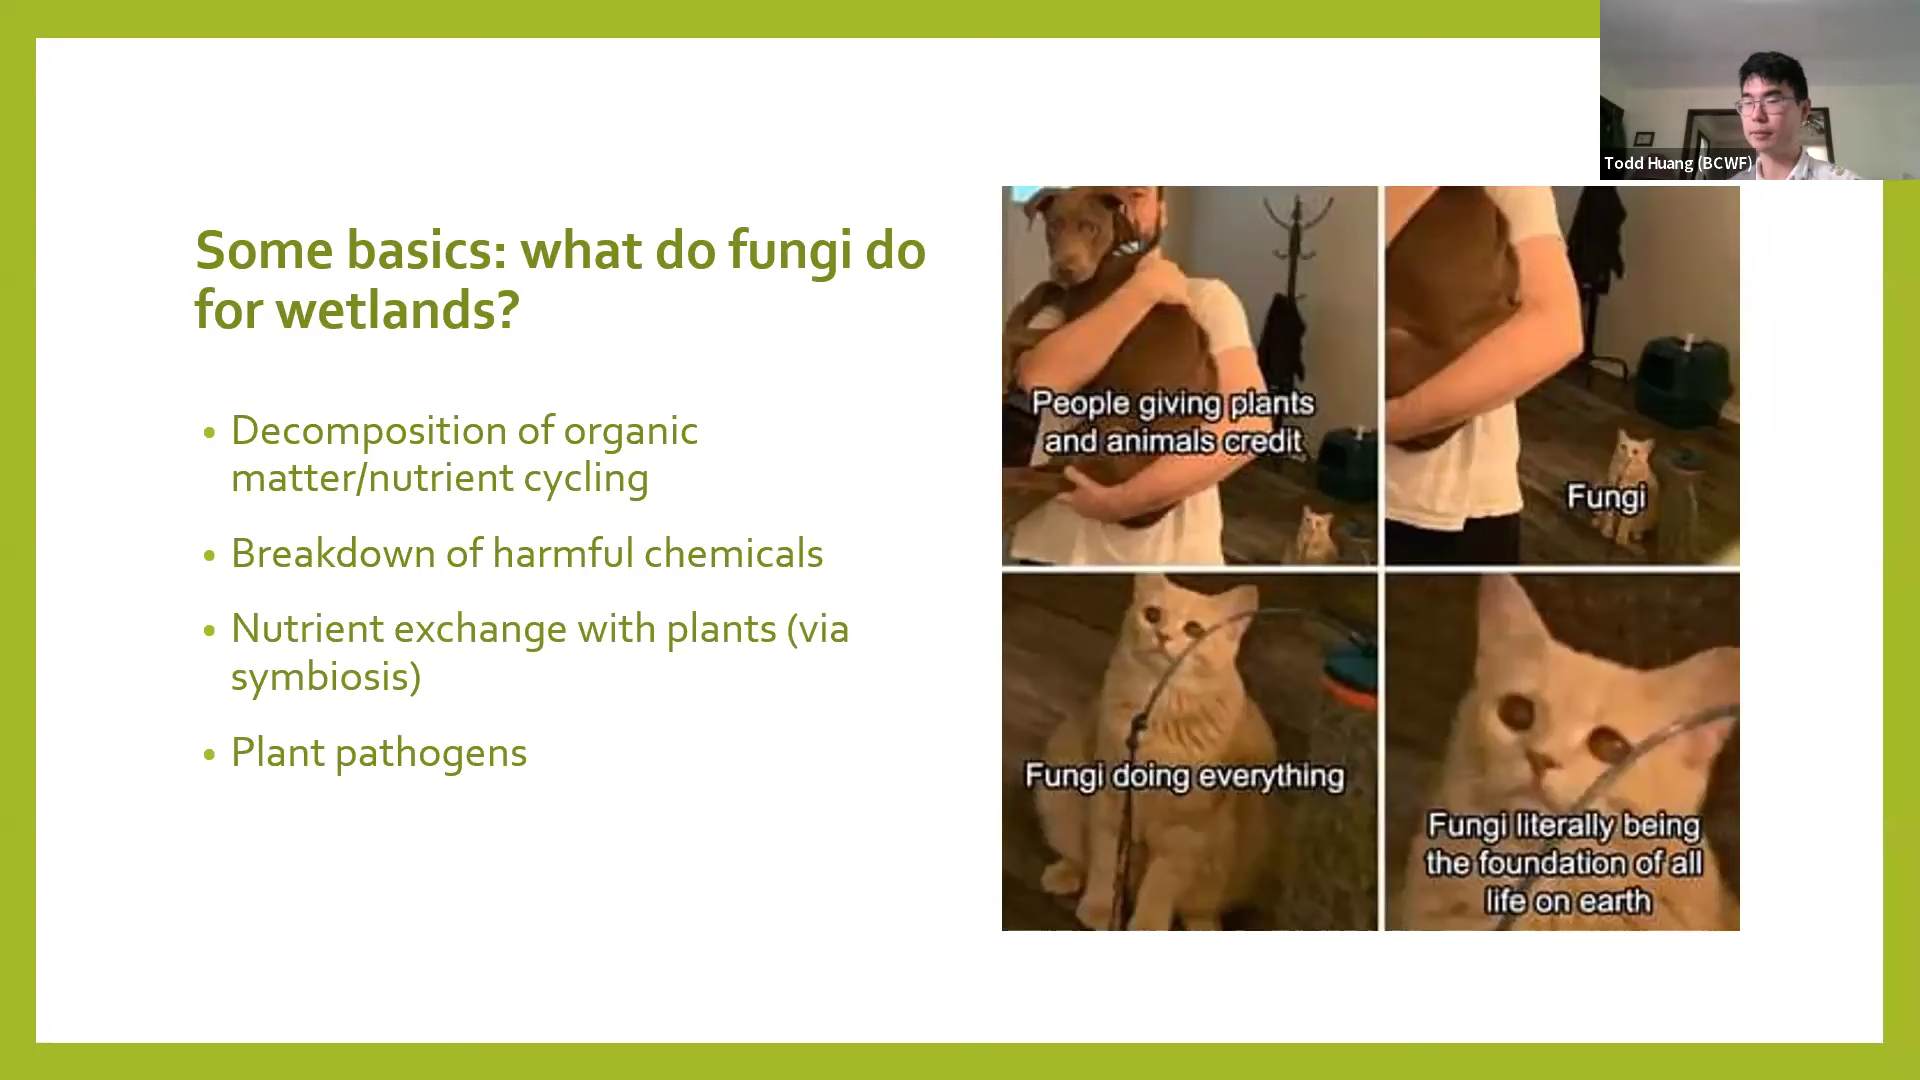 Todd Huang (BCWF)
Some basics: what do fungi do
for wetlands?
• Decomposition of organic
matter/nutrient cycling
• Breakdown of harmful chemicals
• Nutrient exchange with plants (via
symbiosis)
• Plant pathogens
People giving plants
and animals credit
Fungi
Fungi doing everything
Fungi literally being
the foundation of all
life on earth